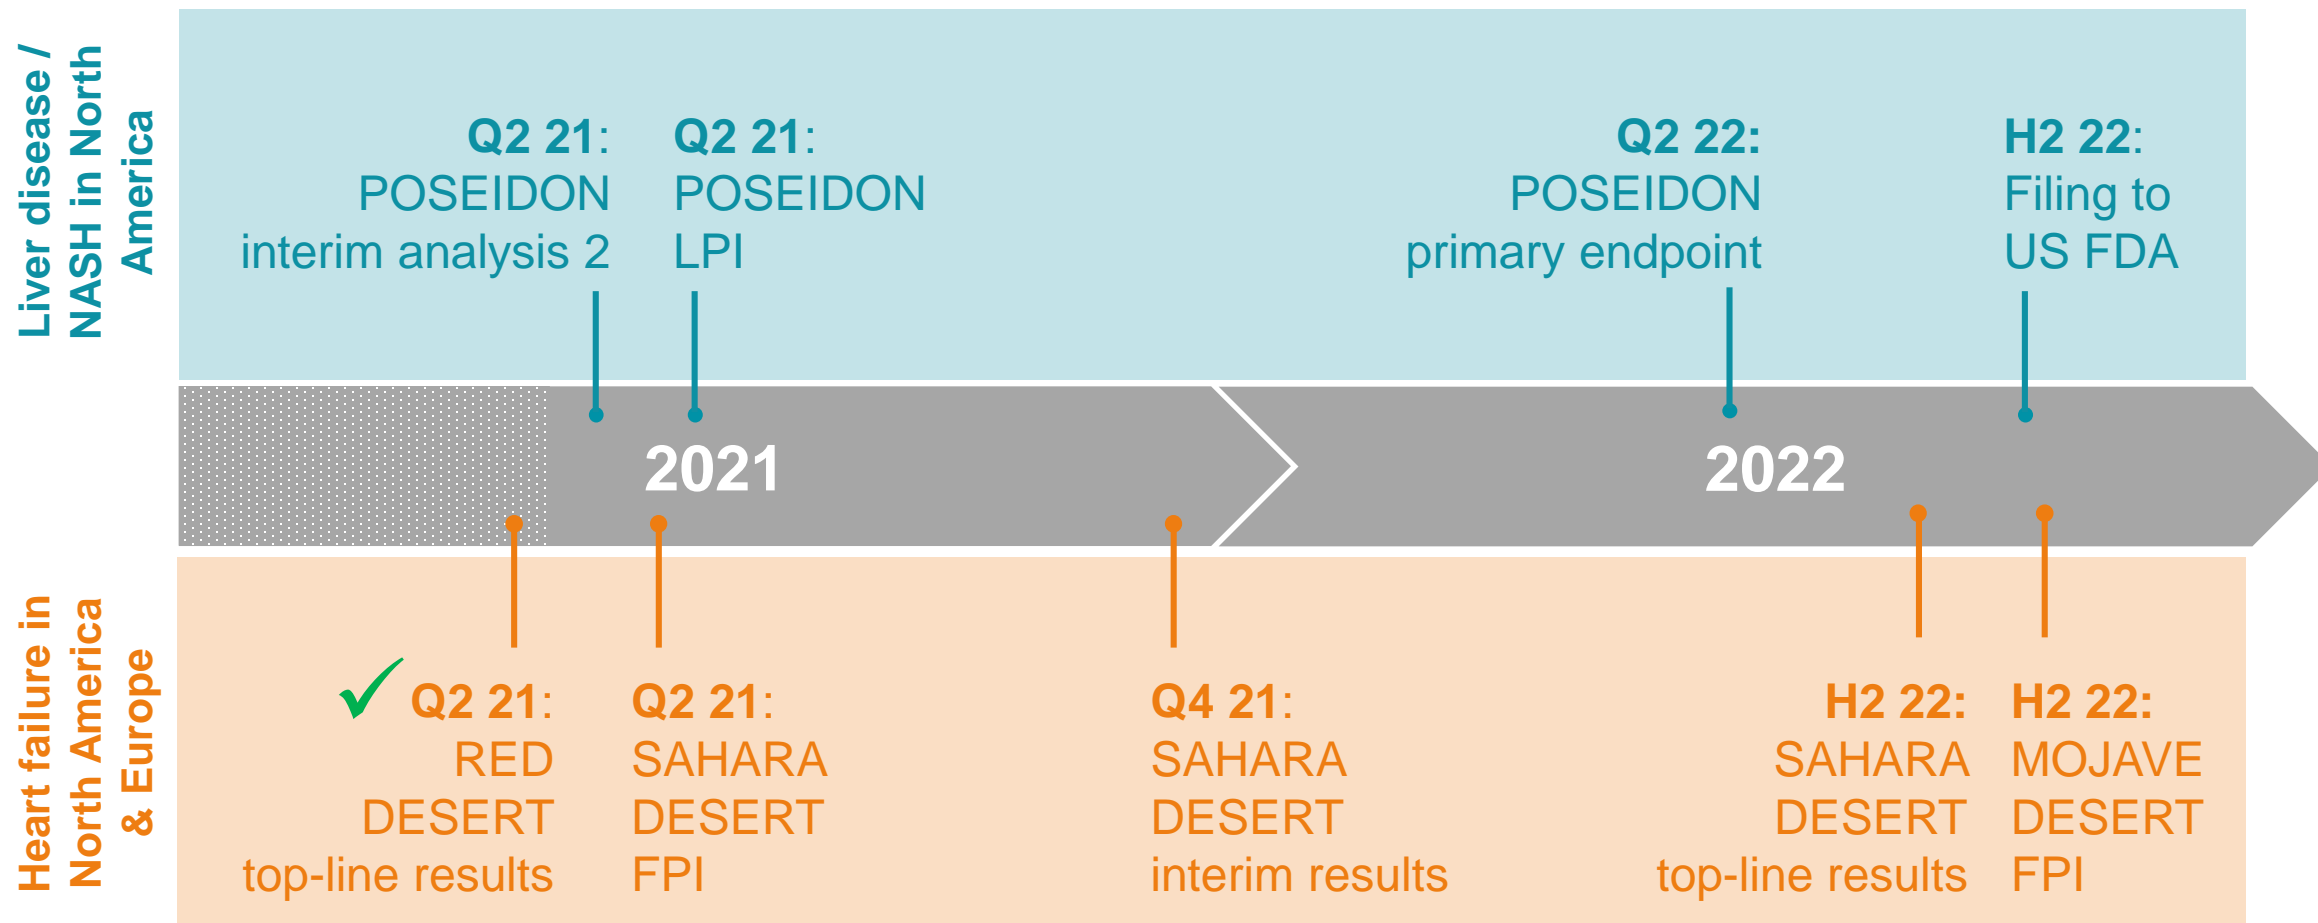 Liver disease /
NASH in North
America
Q2 21:
POSEIDON
interim analysis 2
Q2 21:
POSEIDON
LPI
Q2 22:
POSEIDON
primary endpoint
H2 22:
Filing to
US FDA
2021
2022
Heart failure in
North America
& Europe
Q2 21:
RED
DESERT
top-line results
Q2 21:
SAHARA
DESERT
FPI
Q4 21:
SAHARA
DESERT
interim results
H2 22:
SAHARA
DESERT
top-line results
H2 22:
MOJAVE
DESERT
FPI